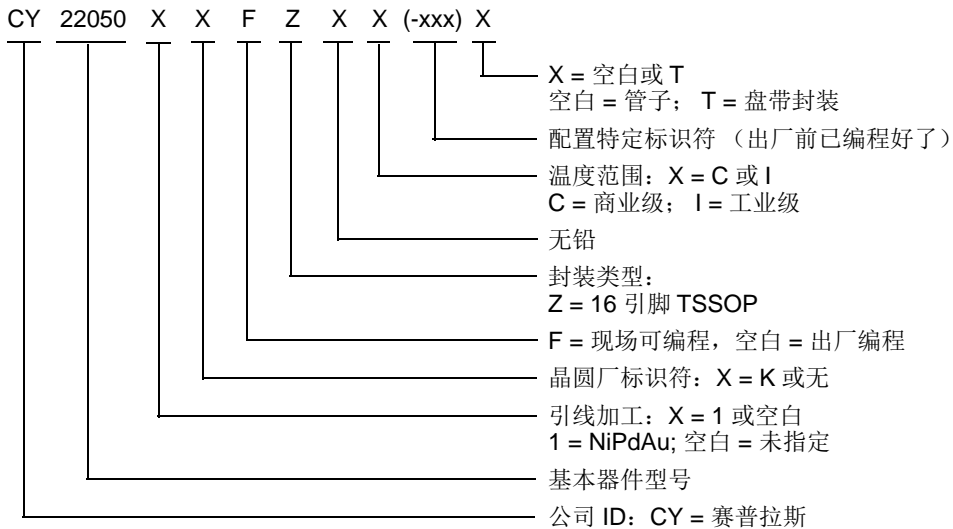 CY 22050 X X F Z X X (-xxx) X
X = 空白或 T
空白 = 管子； T = 盘带封装
配置特定标识符 （出厂前已编程好了）
温度范围：X = C 或 I
C = 商业级； I = 工业级
无铅
封装类型：
Z = 16 引脚 TSSOP
F = 现场可编程，空白 = 出厂编程
晶圆厂标识符：X = K 或无
引线加工：X = 1 或空白
1 = NiPdAu; 空白 = 未指定
基本器件型号
公司 ID：CY = 赛普拉斯